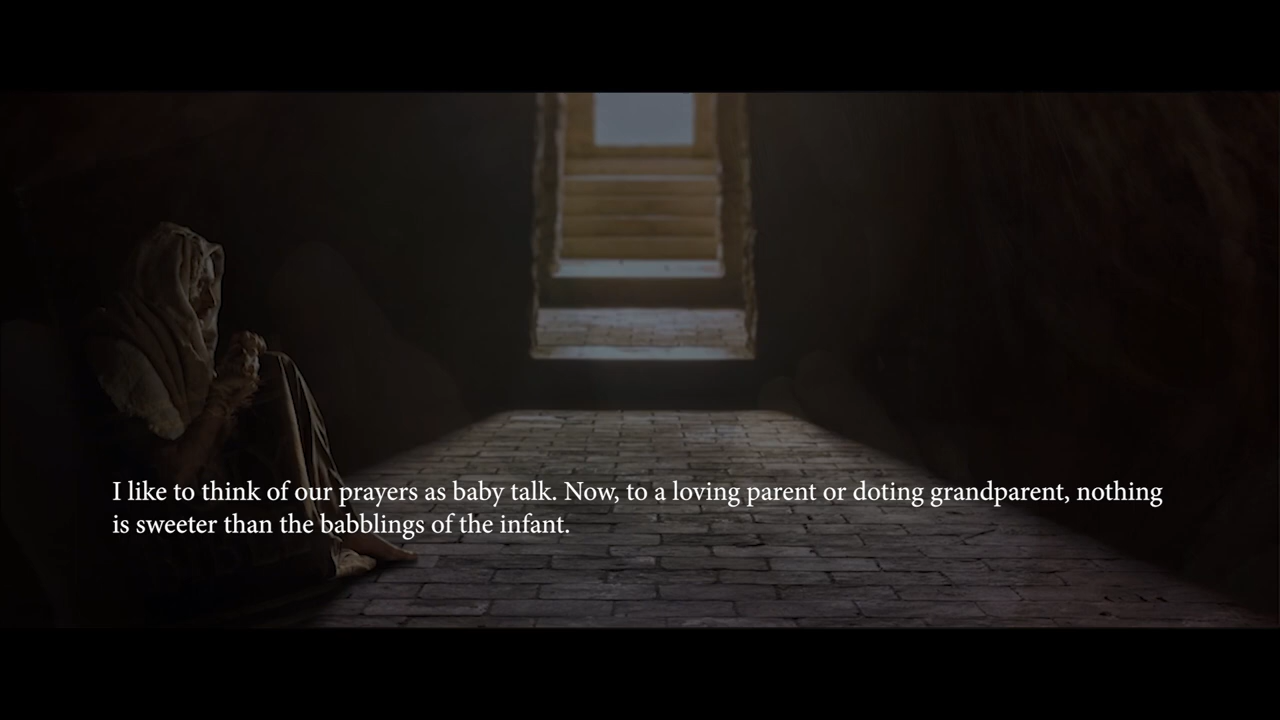 I like to think of our prayers as baby talk. Now, to a loving parent or doting grandparent, nothing
is sweeter than the babblings of the infant.